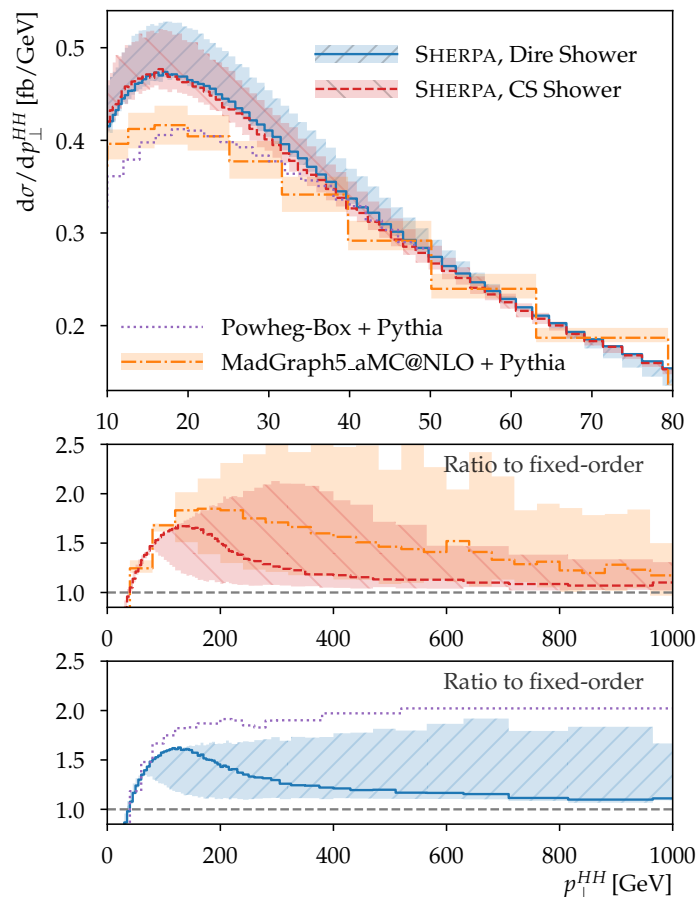 0.5
0.4
0.3
0.2
dσ/dp⊥^HH [fb/GeV]
SHERPA, Dire Shower
SHERPA, CS Shower
Powheg-Box + Pythia
MadGraph5_aMC@NLO + Pythia
10 20 30 40 50 60 70 80
2.5
2.0
1.5
1.0
Ratio to fixed-order
0 200 400 600 800 1000
2.5
2.0
1.5
1.0
Ratio to fixed-order
0 200 400 600 800 1000
p⊥^HH [GeV]